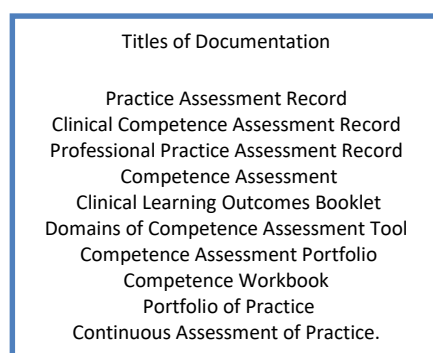 Titles of Documentation
Practice Assessment Record
Clinical Competence Assessment Record
Professional Practice Assessment Record
Competence Assessment
Clinical Learning Outcomes Booklet
Domains of Competence Assessment Tool
Competence Assessment Portfolio
Competence Workbook
Portfolio of Practice
Continuous Assessment of Practice.